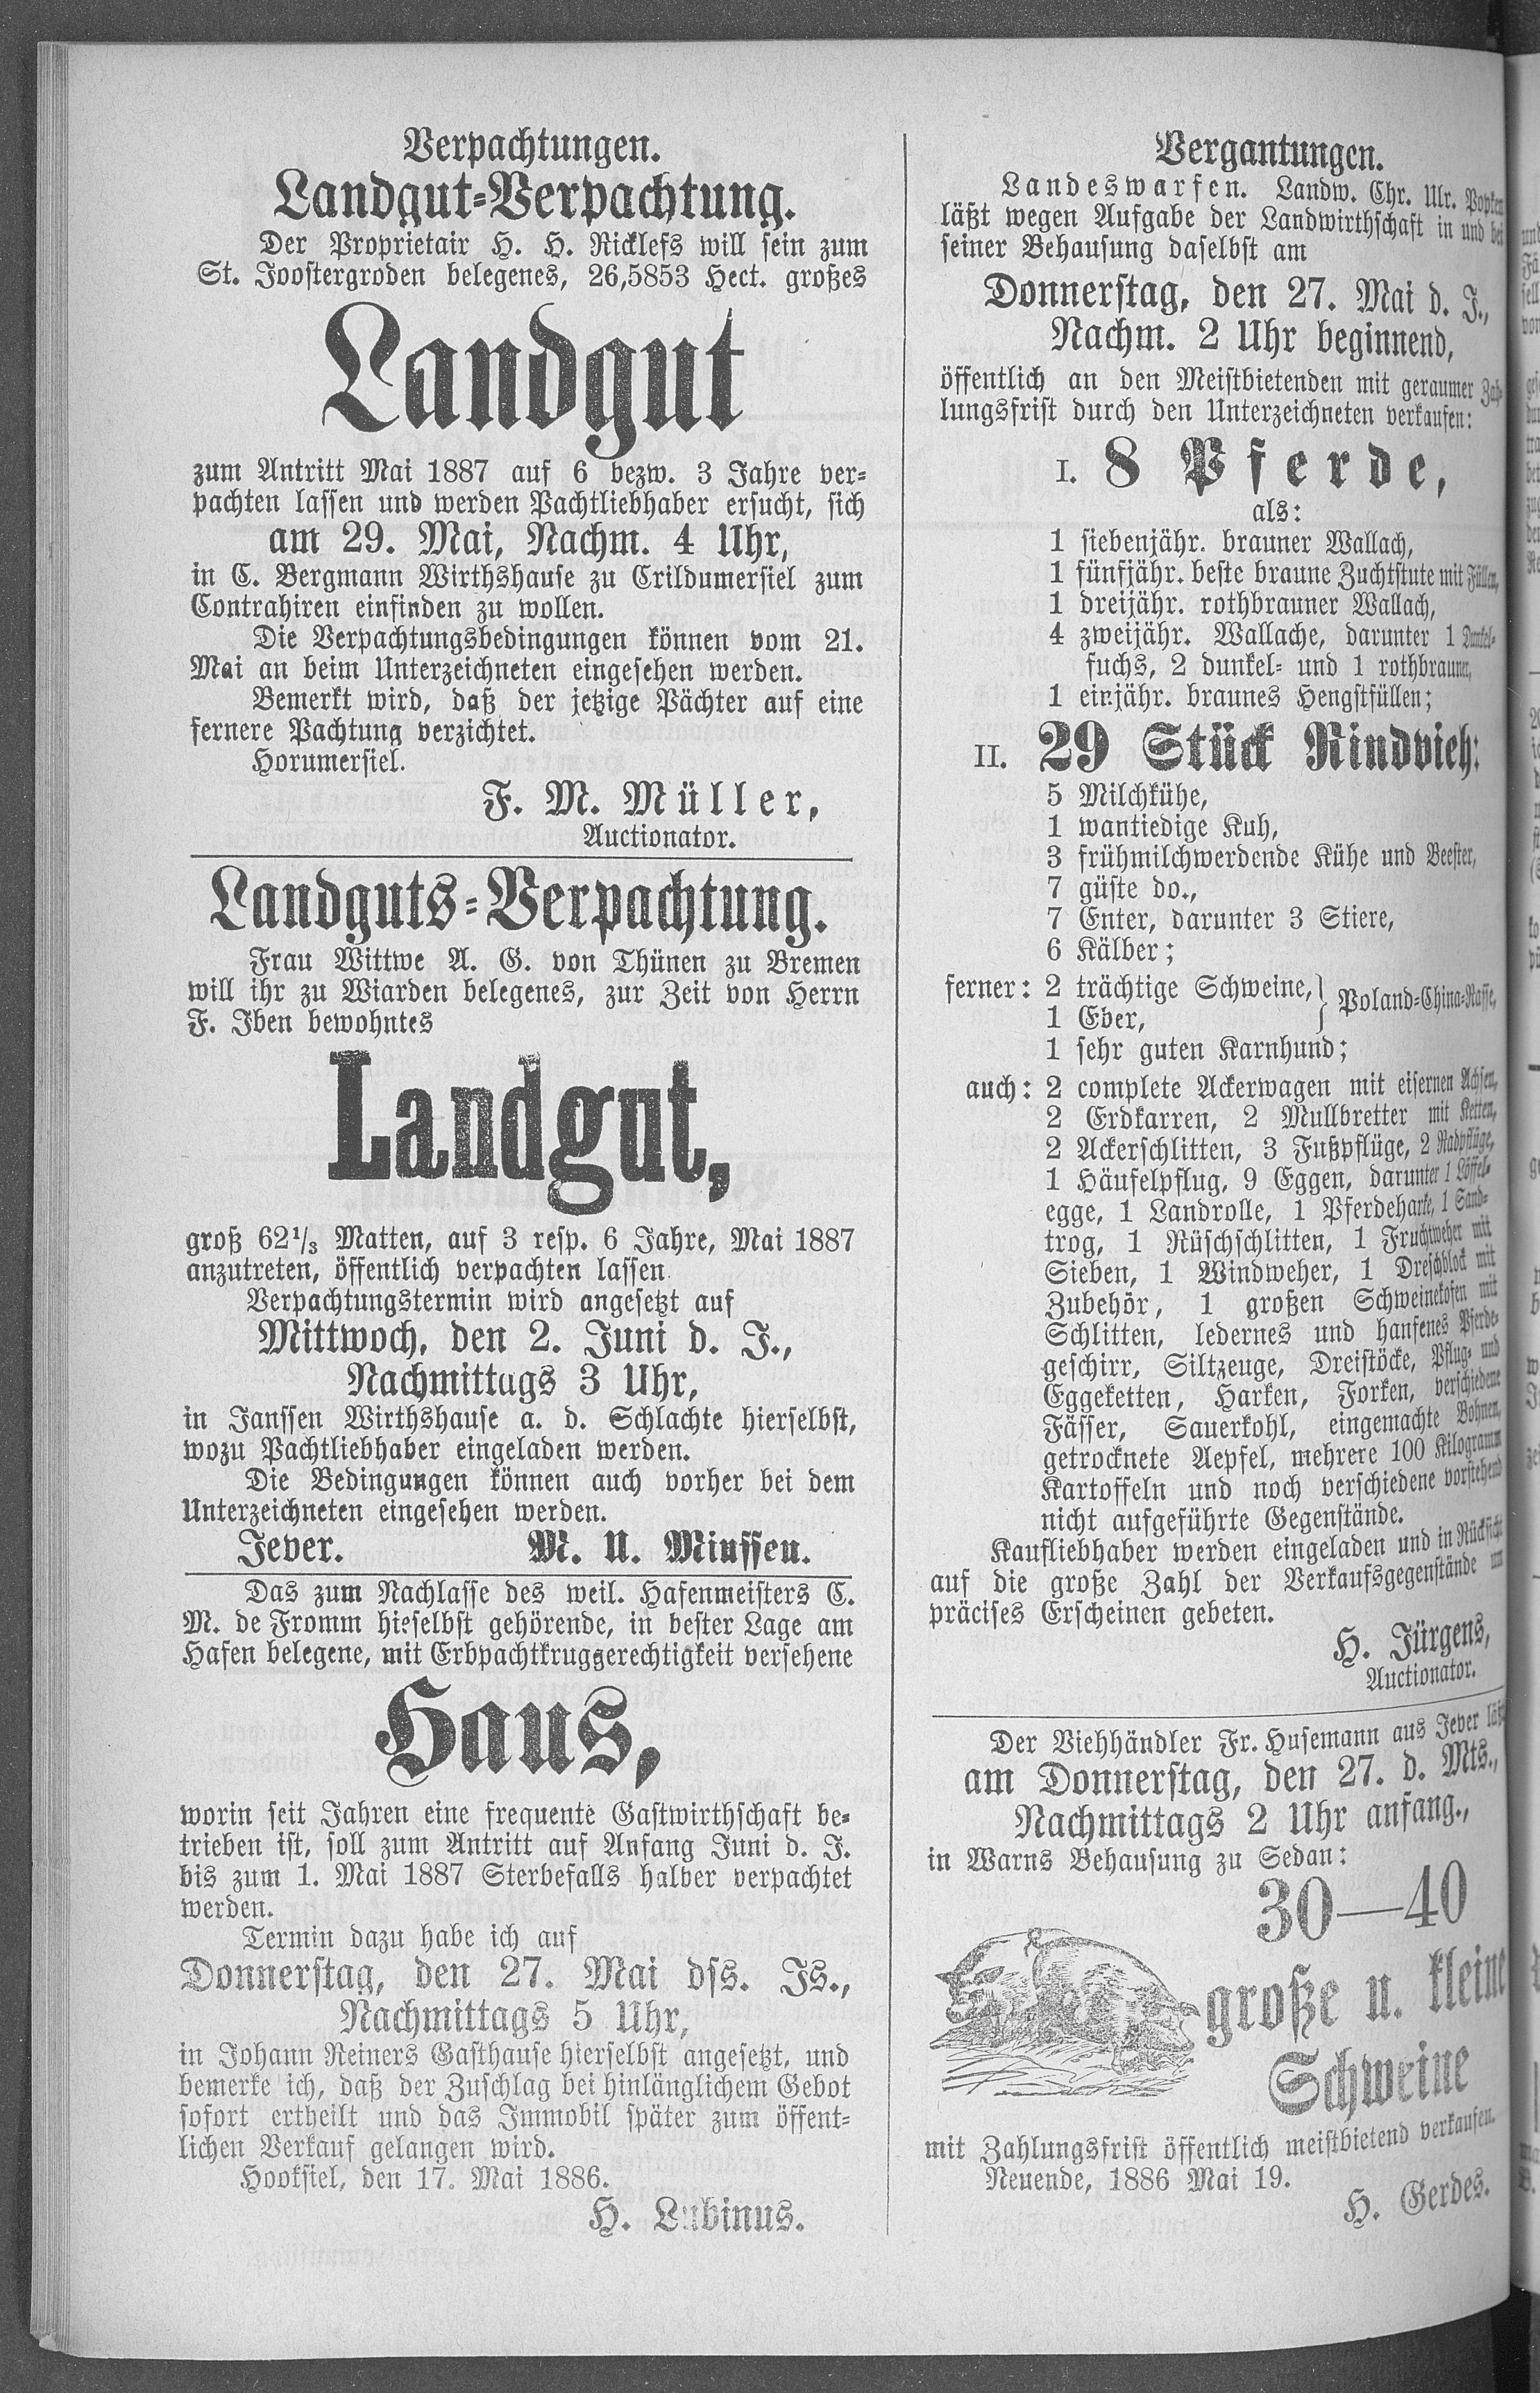 Verpachtungen.
Landgut-Verpachtung.
Der Proprietair H. H. Ricklefs will sein zum
St. Joostergroden belegenes, 26,5853 Hect. großes
Landgut
zum Antritt Mai 1887 auf 6 bezw. 3 Jahre ver-
pachten lassen und werden Pachtliebhaber ersucht, sich
am 29. Mai, Nachm. 4 Uhr,
in C. Bergmann Wirthshause zu Crildumersiel zum
Contrahiren einfinden zu wollen.
Die Verpachtungsbedingungen können vom 21.
Mai an beim Unterzeichneten eingesehen werden.
Bemerkt wird, daß der jetzige Pächter auf eine
fernere Pachtung verzichtet.
Horumersiel.
F. M. Müller,
Auctionator.
Landguts-Verpachtung.
Frau Wittwe A. G. von Thünen zu Bremen
will ihr zu Wiarden belegenes, zur Zeit von Herrn
F. Iben bewohntes
Landgut,
groß 62 1/3 Matten, auf 3 resp. 6 Jahre, Mai 1887
anzutreten, öffentlich verpachten lassen.
Verpachtungstermin wird angesetzt auf
Mittwoch, den 2. Juni d. J.,
Nachmittags 3 Uhr,
in Janssen Wirthshause a. d. Schlachte hierselbst,
wozu Pachtliebhaber eingeladen werden.
Die Bedingungen können auch vorher bei dem
Unterzeichneten eingesehen werden.
Jever. M. U. Minssen.
Das zum Nachlasse des weil. Hafenmeisters C.
M. de Fromm hieselbst gehörende, in bester Lage am
Hafen belegene, mit Erbpachtkruggerechtigkeit versehene
Haus,
worin seit Jahren eine frequente Gastwirthschaft be-
trieben ist, soll zum Antritt auf Anfang Juni d. J.
bis zum 1. Mai 1887 Sterbefalls halber verpachtet
werden.
Termin dazu habe ich auf
Donnerstag, den 27. Mai dss. Js.,
Nachmittags 5 Uhr,
in Johann Reiners Gasthause hierselbst angesetzt, und
bemerke ich, daß der Zuschlag bei hinlänglichem Gebot
sofort ertheilt und das Immobil später zum öffent-
lichen Verkauf gelangen wird.
Hooksiel, den 17. Mai 1886.
H. Lubinus.
Vergantungen.
Landeswarfen. Landw. Chr. Ulr. Popken
läßt wegen Aufgabe der Landwirthschaft in und bei
seiner Behausung daselbst am
Donnerstag, den 27. Mai d. J.,
Nachm. 2 Uhr beginnend,
öffentlich an den Meistbietenden mit geraumer Zah-
lungsfrist durch den Unterzeichneten verkaufen:
I. 8 Pferde,
als:
1 siebenjähr. brauner Wallach,
1 fünfjähr. beste braune Zuchtstute mit Füllen,
1 dreijähr. rothbrauner Wallach,
4 zweijähr. Wallache, darunter 1 Dunkel-
fuchs, 2 dunkel- und 1 rothbrauner,
1 einjähr. braunes Hengstfüllen;
II. 29 Stück Rindvieh:
5 Milchkühe,
1 wantiedige Kuh,
3 frühmilchwerdende Kühe und Beester,
7 güste do.,
7 Enter, darunter 3 Stiere,
6 Kälber;
ferner: 2 trächtige Schweine, } Poland-China-Rasse,
1 Eber,
1 sehr guten Karnhund;
auch: 2 complete Ackerwagen mit eisernen Achsen,
2 Erdkarren, 2 Mullbretter mit Ketten,
2 Ackerschlitten, 3 Fußpflüge, 2 Radpflüge,
1 Häufelpflug, 9 Eggen, darunter 1 Löffel-
egge, 1 Landrolle, 1 Pferdeharke, 1 Sand-
trog, 1 Rüschschlitten, 1 Fruchtweher mit
Sieben, 1 Windweher, 1 Dreschblock mit
Zubehör, 1 großen Schweinekofen mit
Schlitten, ledernes und hanfenes Pferde-
geschirr, Siltzeuge, Dreistöcke, Pflug- und
Eggeketten, Harken, Forken, verschiedene
Fässer, Sauerkohl, eingemachte Bohnen,
getrocknete Aepfel, mehrere 100 Kilogramm
Kartoffeln und noch verschiedene vorstehend
nicht aufgeführte Gegenstände.
Kaufliebhaber werden eingeladen und in Rücksicht
auf die große Zahl der Verkaufsgegenstände um
präcises Erscheinen gebeten.
H. Jürgens,
Auctionator.
Der Viehhändler Fr. Husemann aus Jever läßt
am Donnerstag, den 27. d. Mts.,
Nachmittags 2 Uhr anfang.,
in Warns Behausung zu Sedan:
30—40
große u. kleine
Schweine
mit Zahlungsfrist öffentlich meistbietend verkaufen.
Neuende, 1886 Mai 19.
H. Gerdes.